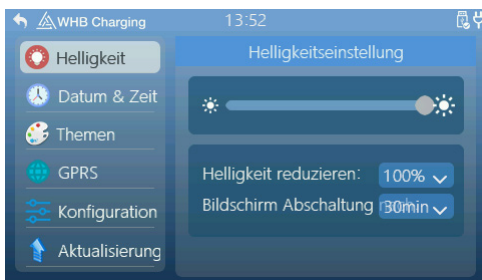 WHB Charging
13:52
Helligkeit
Datum & Zeit
Themen
GPRS
Konfiguration
Aktualisierung
Helligkeitseinstellung
Helligkeit reduzieren: 100%
Bildschirm Abschaltung 30min